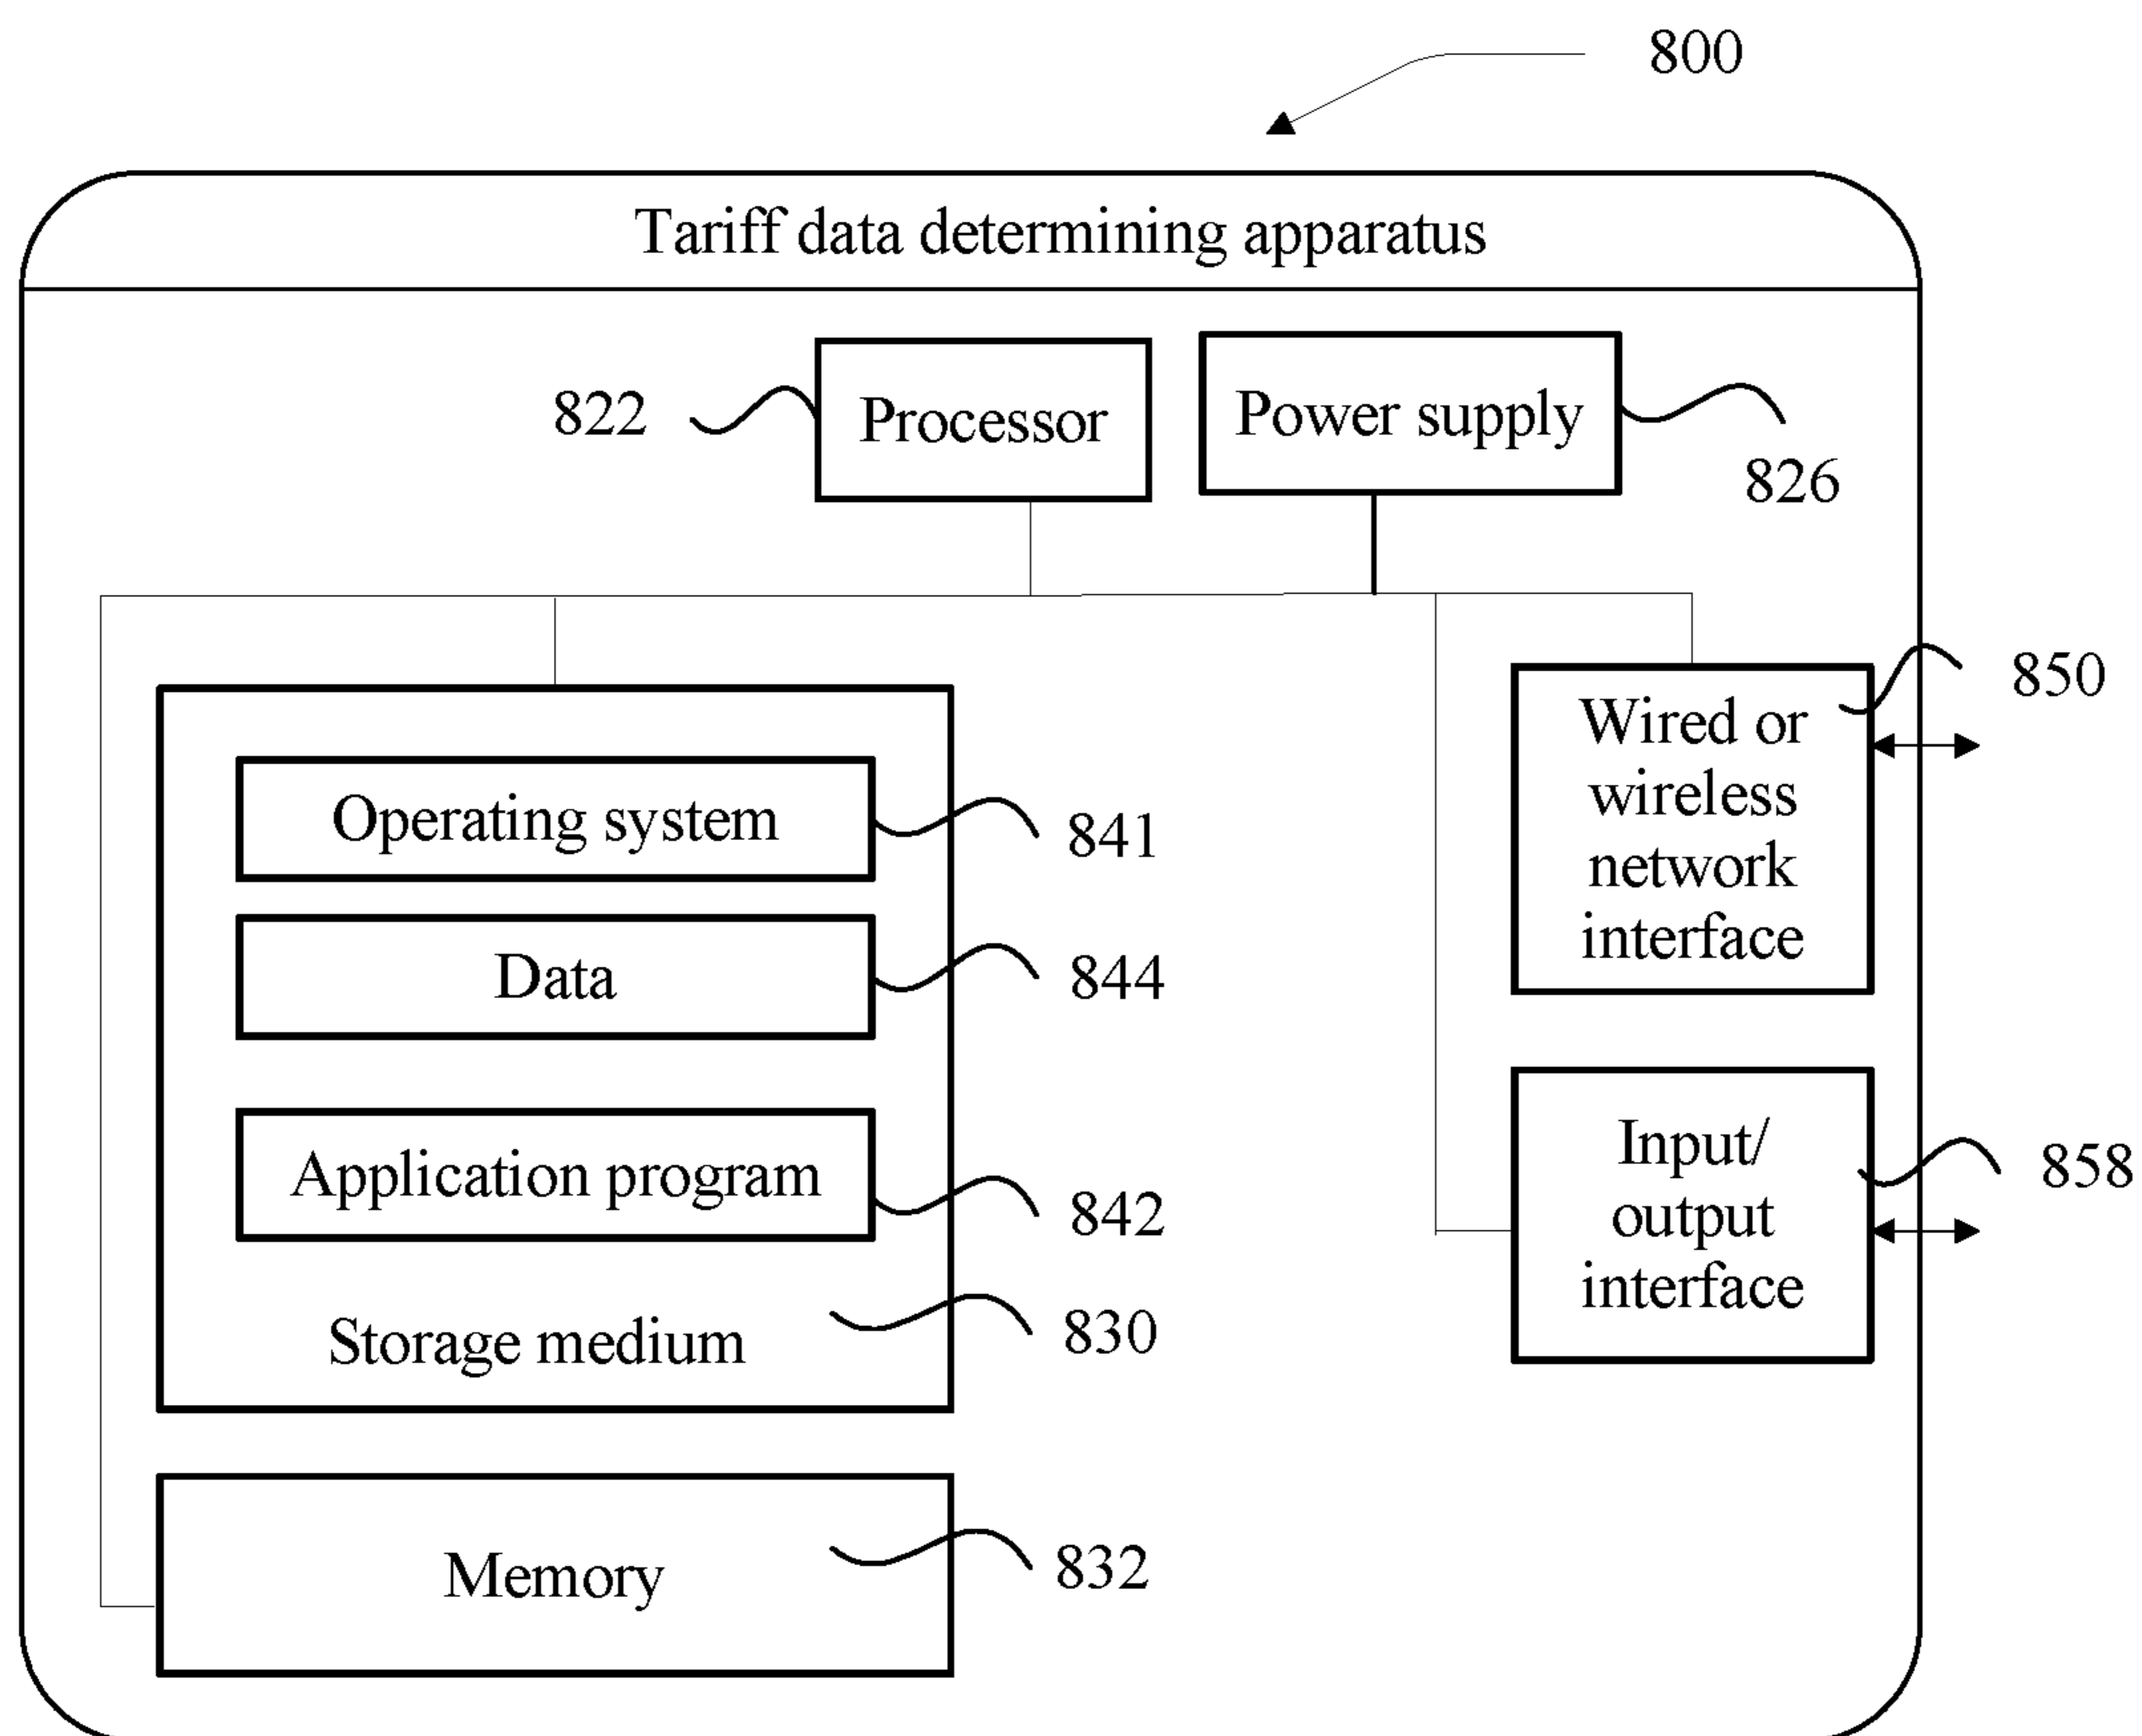 800
Tariff data determining apparatus
822
Processor
Power supply
826
Operating system
841
Data
844
Application program
842
Storage medium
830
Memory
832
Wired or
wireless
network
interface
850
Input/
output
interface
858